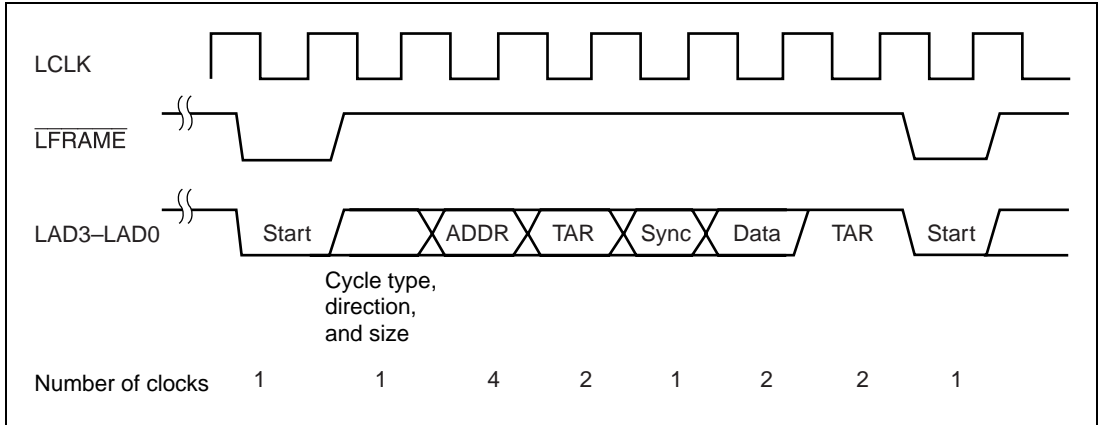 LCLK
LFRAME
LAD3–LAD0 Start ADDR TAR Sync Data TAR Start
Cycle type,
direction,
and size
Number of clocks 1 1 4 2 1 2 2 1